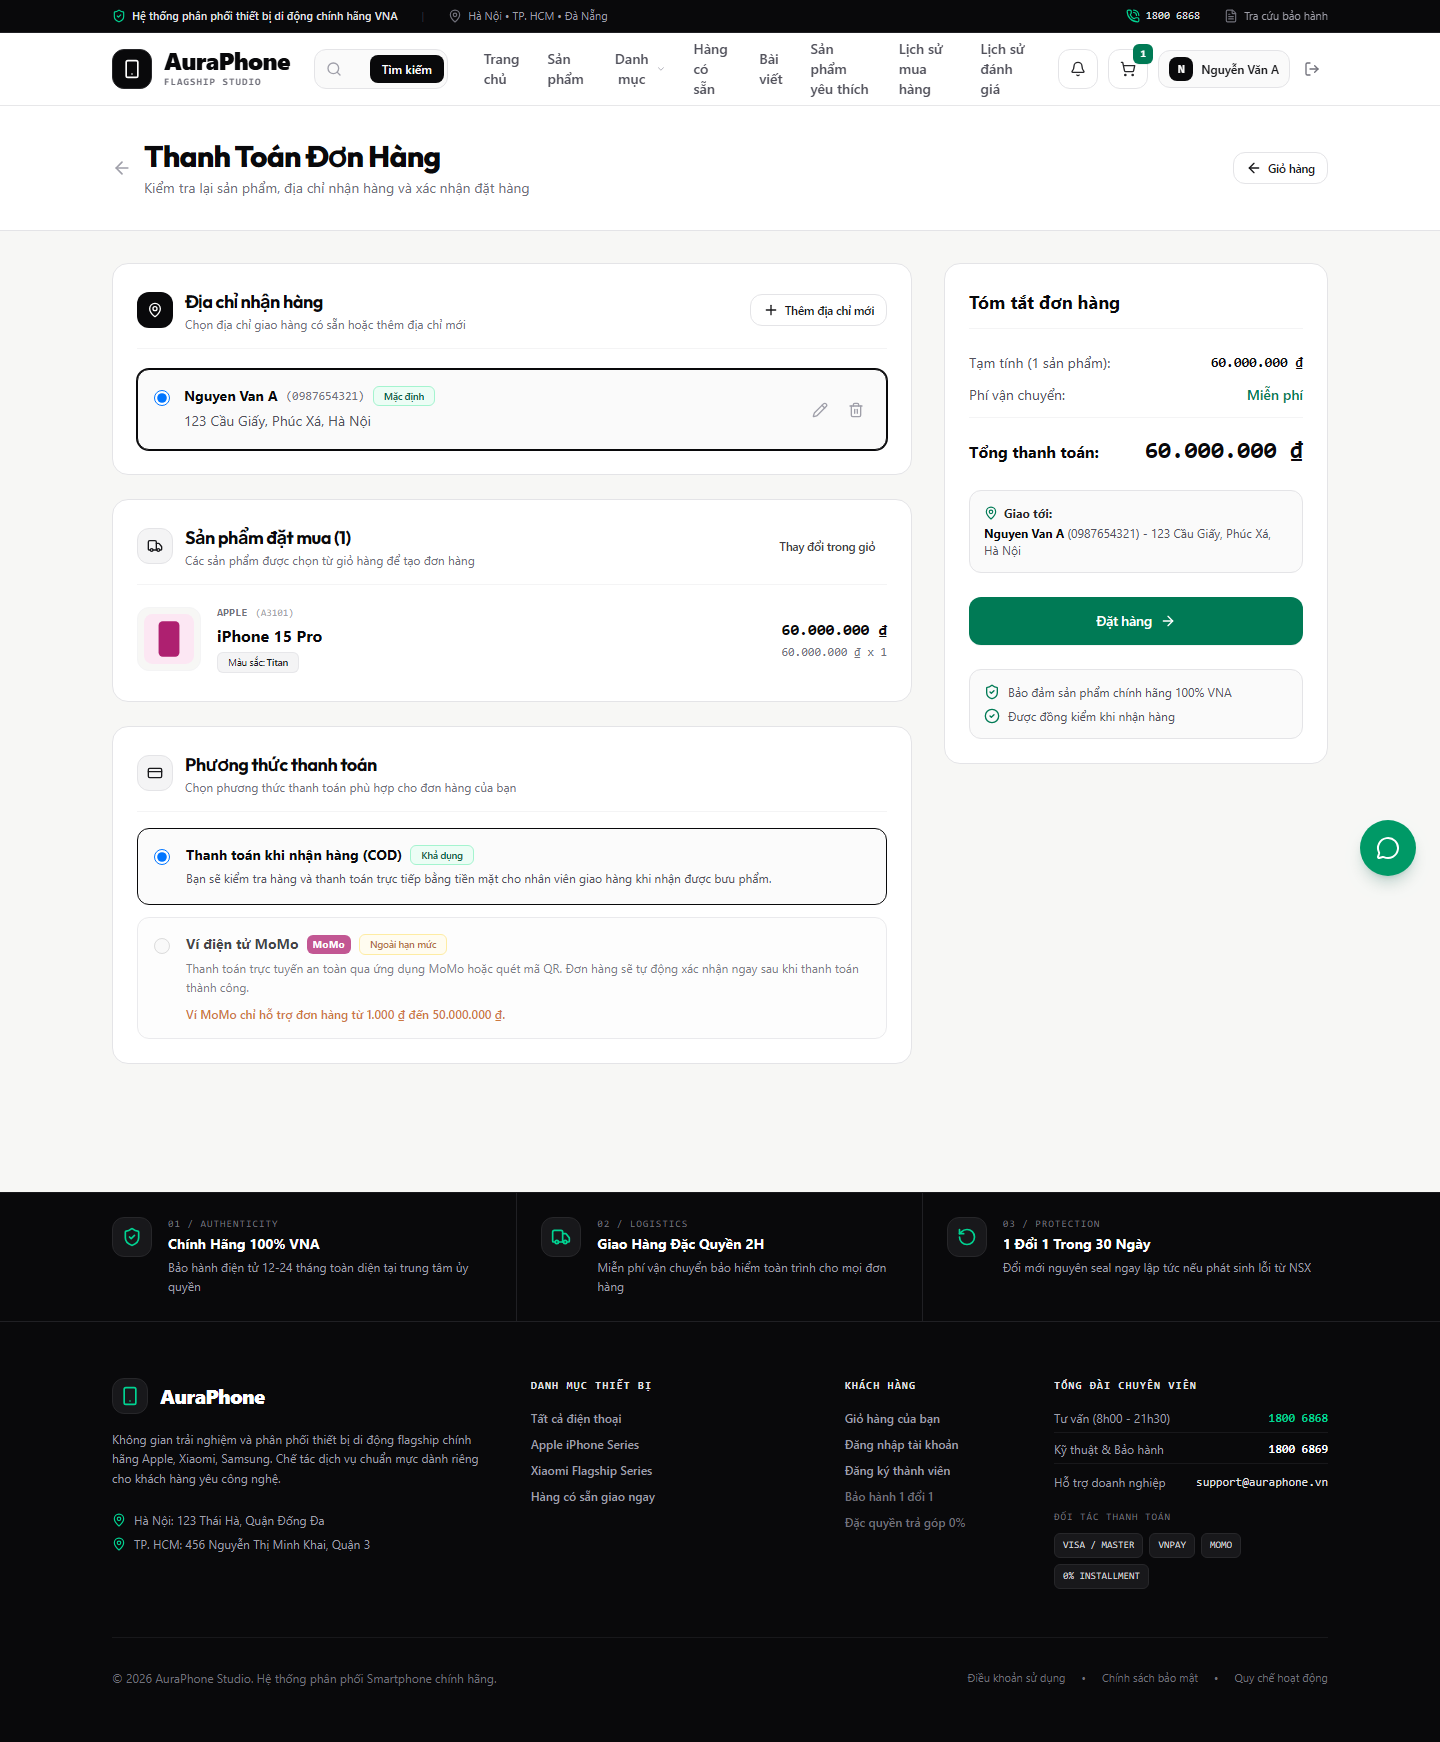 Hệ thống phân phối thiết bị di động chính hãng VNA
Hà Nội • TP. HCM • Đà Nẵng
1800 6868
Tra cứu bảo hành
AuraPhone
FLAGSHIP STUDIO
Tìm kiếm
Trang chủ
Sản phẩm
Danh mục
Hàng có sẵn
Bài viết
Sản phẩm yêu thích
Lịch sử mua hàng
Lịch sử đánh giá
1
N
Nguyễn Văn A
Thanh Toán Đơn Hàng
Kiểm tra lại sản phẩm, địa chỉ nhận hàng và xác nhận đặt hàng
Giỏ hàng
Địa chỉ nhận hàng
Chọn địa chỉ giao hàng có sẵn hoặc thêm địa chỉ mới
Thêm địa chỉ mới
Nguyen Van A (0987654321) Mặc định
123 Cầu Giấy, Phúc Xá, Hà Nội
Sản phẩm đặt mua (1)
Các sản phẩm được chọn từ giỏ hàng để tạo đơn hàng
Thay đổi trong giỏ
APPLE (A3101)
iPhone 15 Pro
Màu sắc: Titan
60.000.000 ₫
60.000.000 ₫ x 1
Phương thức thanh toán
Chọn phương thức thanh toán phù hợp cho đơn hàng của bạn
Thanh toán khi nhận hàng (COD) Khả dụng
Bạn sẽ kiểm tra hàng và thanh toán trực tiếp bằng tiền mặt cho nhân viên giao hàng khi nhận được bưu phẩm.
Ví điện tử MoMo MoMo Ngoài hạn mức
Thanh toán trực tuyến an toàn qua ứng dụng MoMo hoặc quét mã QR. Đơn hàng sẽ tự động xác nhận ngay sau khi thanh toán
thành công.
Ví MoMo chỉ hỗ trợ đơn hàng từ 1.000 ₫ đến 50.000.000 ₫.
Tóm tắt đơn hàng
Tạm tính (1 sản phẩm): 60.000.000 ₫
Phí vận chuyển: Miễn phí
Tổng thanh toán: 60.000.000 ₫
Giao tới:
Nguyen Van A (0987654321) - 123 Cầu Giấy, Phúc Xá,
Hà Nội
Đặt hàng
Bảo đảm sản phẩm chính hãng 100% VNA
Được đồng kiểm khi nhận hàng
01 / AUTHENTICITY
Chính Hãng 100% VNA
Bảo hành điện tử 12-24 tháng toàn diện tại trung tâm ủy
quyền
02 / LOGISTICS
Giao Hàng Đặc Quyền 2H
Miễn phí vận chuyển bảo hiểm toàn trình cho mọi đơn
hàng
03 / PROTECTION
1 Đổi 1 Trong 30 Ngày
Đổi mới nguyên seal ngay lập tức nếu phát sinh lỗi từ NSX
AuraPhone
Không gian trải nghiệm và phân phối thiết bị di động flagship chính
hãng Apple, Xiaomi, Samsung. Chế tác dịch vụ chuẩn mực dành riêng
cho khách hàng yêu công nghệ.
Hà Nội: 123 Thái Hà, Quận Đống Đa
TP. HCM: 456 Nguyễn Thị Minh Khai, Quận 3
DANH MỤC THIẾT BỊ
Tất cả điện thoại
Apple iPhone Series
Xiaomi Flagship Series
Hàng có sẵn giao ngay
KHÁCH HÀNG
Giỏ hàng của bạn
Đăng nhập tài khoản
Đăng ký thành viên
Bảo hành 1 đổi 1
Đặc quyền trả góp 0%
TỔNG ĐÀI CHUYÊN VIÊN
Tư vấn (8h00 - 21h30) 1800 6868
Kỹ thuật & Bảo hành 1800 6869
Hỗ trợ doanh nghiệp support@auraphone.vn
ĐỐI TÁC THANH TOÁN
VISA / MASTER
VNPAY
MOMO
0% INSTALLMENT
© 2026 AuraPhone Studio. Hệ thống phân phối Smartphone chính hãng.
Điều khoản sử dụng • Chính sách bảo mật • Quy chế hoạt động